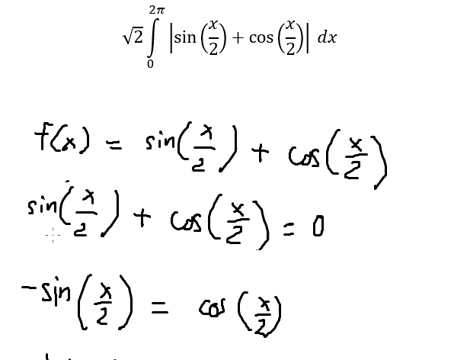 √2 ∫₀^{2π} |sin(x/2) + cos(x/2)| dx
f(x) = sin(x/2) + cos(x/2)
sin(x/2) + cos(x/2) = 0
-sin(x/2) = cos(x/2)